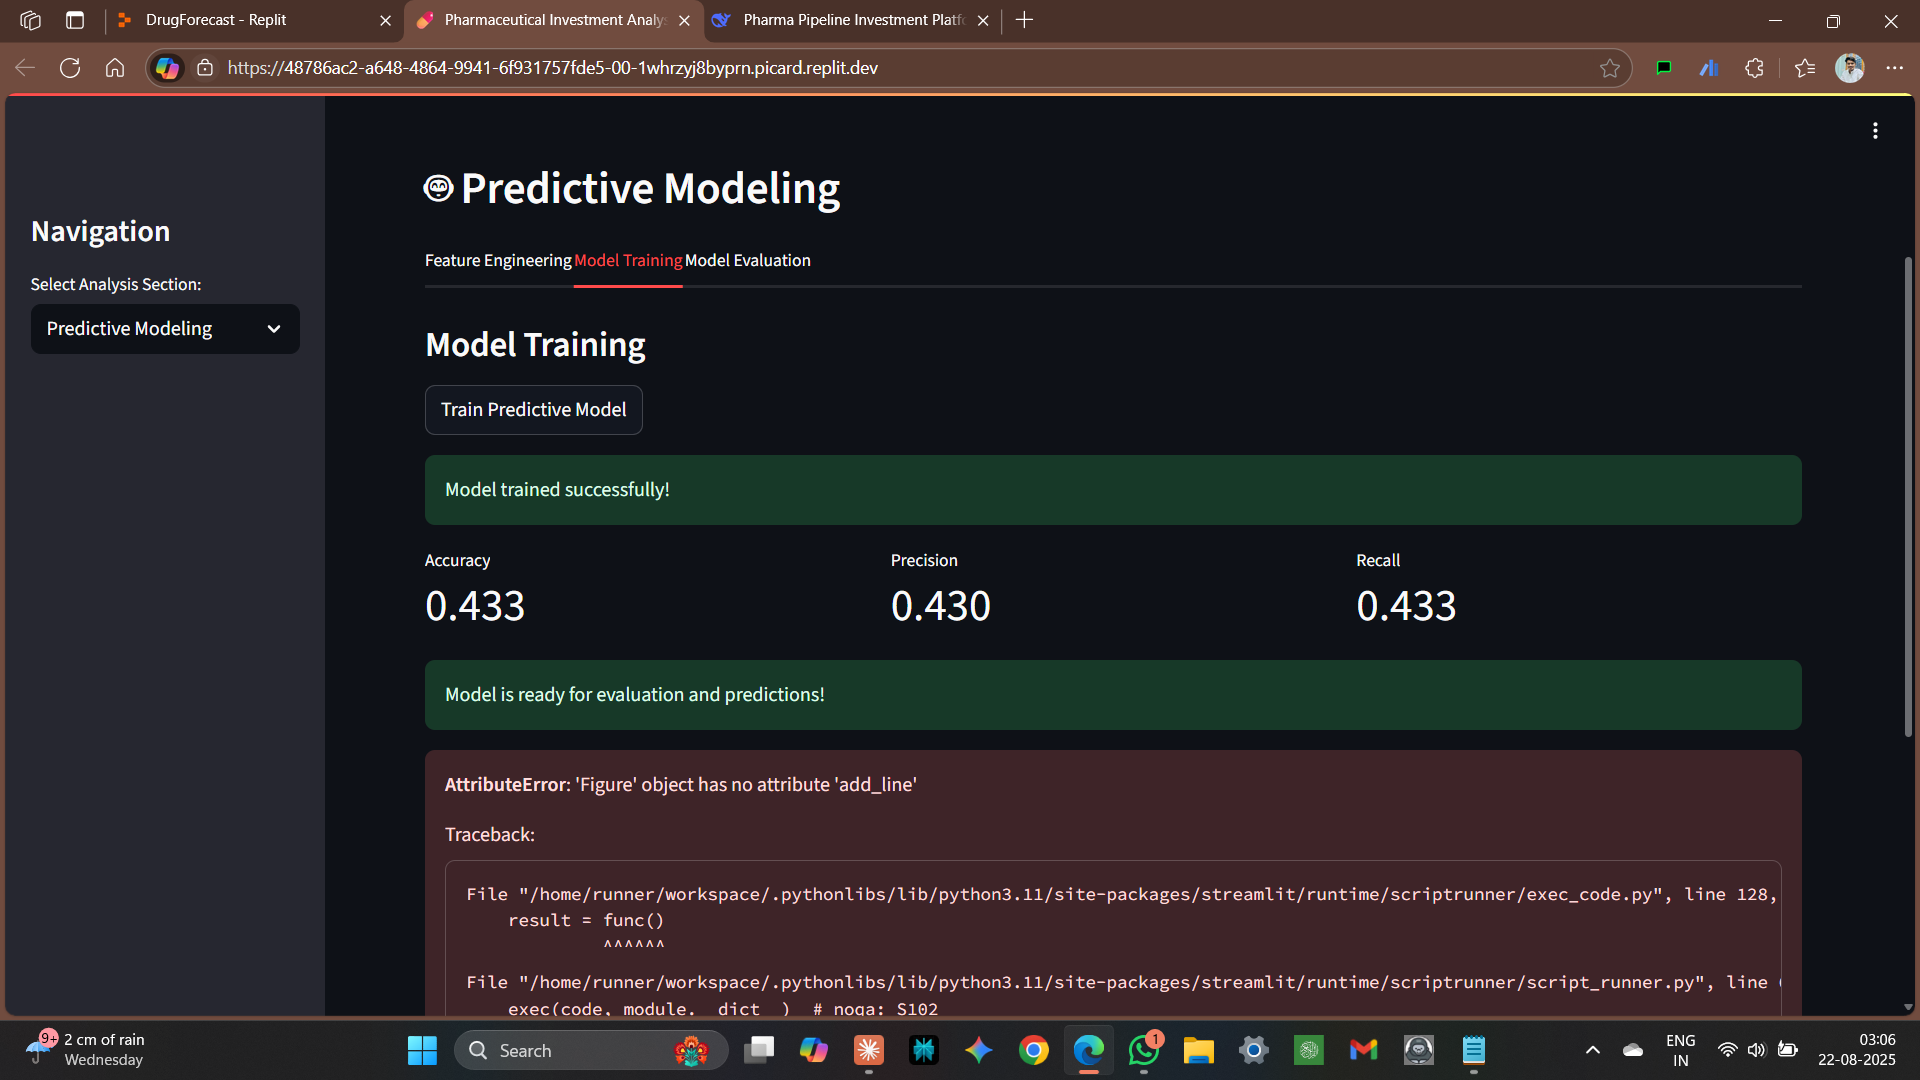 DrugForecast - Replit
Pharmaceutical Investment Analys
Pharma Pipeline Investment Platfo
https://48786ac2-a648-4864-9941-6f931757fde5-00-1whrzyj8byprn.picard.replit.dev
Navigation
Select Analysis Section:
Predictive Modeling
Predictive Modeling
Feature Engineering Model Training Model Evaluation
Model Training
Train Predictive Model
Model trained successfully!
Accuracy Precision Recall
0.433 0.430 0.433
Model is ready for evaluation and predictions!
AttributeError: 'Figure' object has no attribute 'add_line'
Traceback:
File "/home/runner/workspace/.pythonlibs/lib/python3.11/site-packages/streamlit/runtime/scriptrunner/exec_code.py", line 128,
result = func()
^^^^^^
File "/home/runner/workspace/.pythonlibs/lib/python3.11/site-packages/streamlit/runtime/scriptrunner/script_runner.py", line
exec(code, module.__dict__) # noqa: S102
9+
2 cm of rain
Wednesday
Search
1
ENG
IN
03:06
22-08-2025